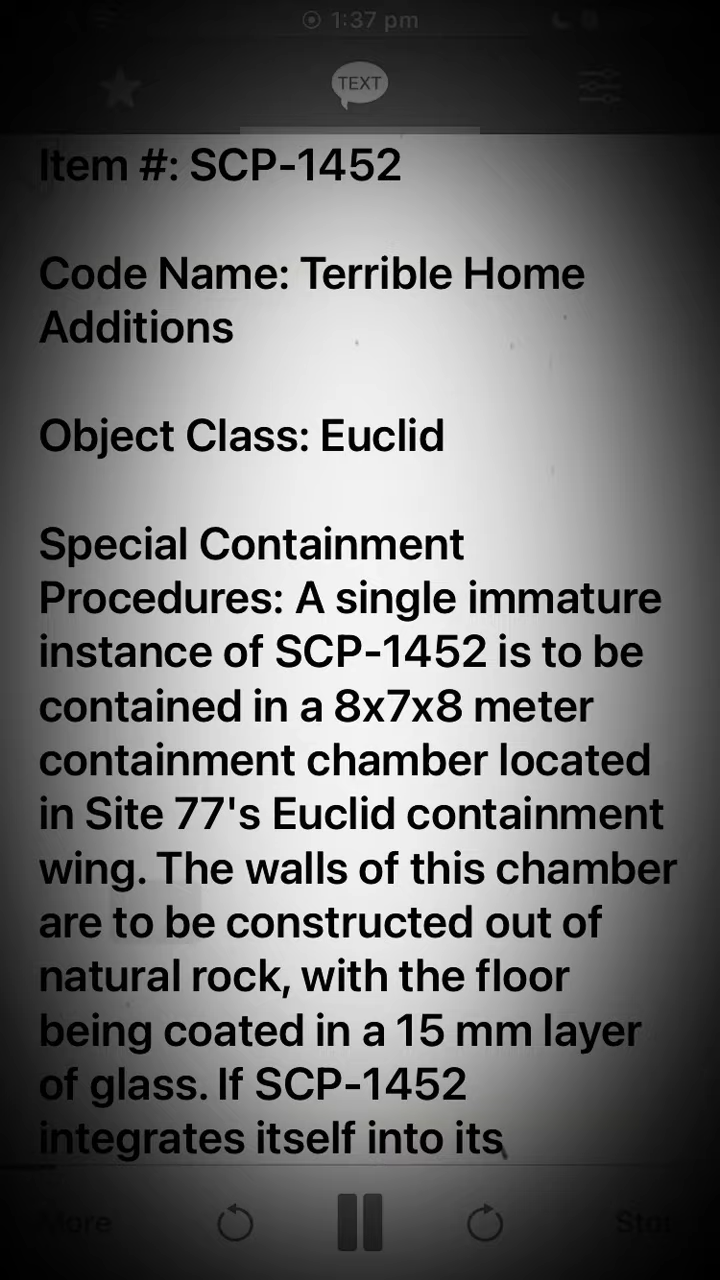 1:37 pm
TEXT
Item #: SCP-1452
Code Name: Terrible Home
Additions
Object Class: Euclid
Special Containment
Procedures: A single immature
instance of SCP-1452 is to be
contained in a 8x7x8 meter
containment chamber located
in Site 77's Euclid containment
wing. The walls of this chamber
are to be constructed out of
natural rock, with the floor
being coated in a 15 mm layer
of glass. If SCP-1452
integrates itself into its
More